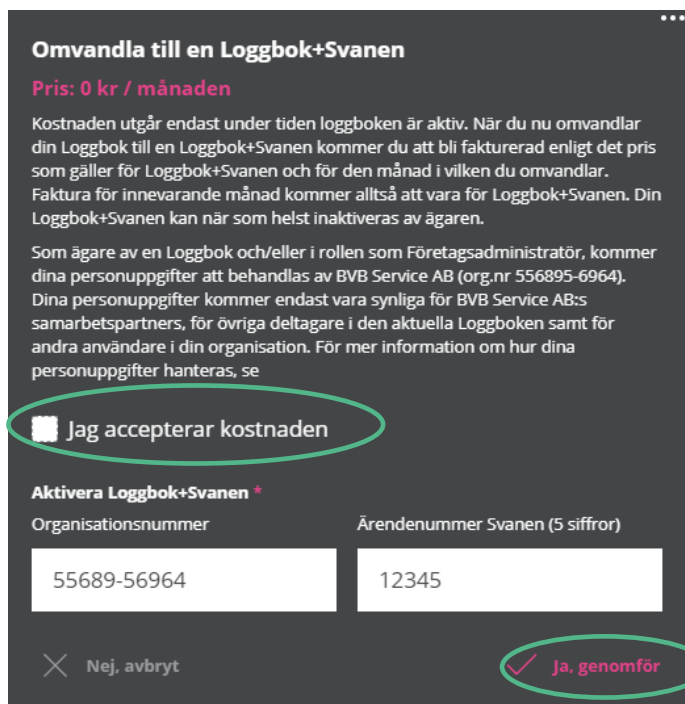 Omvandla till en Loggbok+Svanen
Pris: 0 kr / månaden
Kostnaden utgår endast under tiden loggboken är aktiv. När du nu omvandlar
din Loggbok till en Loggbok+Svanen kommer du att bli fakturerad enligt det pris
som gäller för Loggbok+Svanen och för den månad i vilken du omvandlar.
Faktura för innevarande månad kommer alltså att vara för Loggbok+Svanen. Din
Loggbok+Svanen kan när som helst inaktiveras av ägaren.
Som ägare av en Loggbok och/eller i rollen som Företagsadministratör, kommer
dina personuppgifter att behandlas av BVB Service AB (org.nr 556895-6964).
Dina personuppgifter kommer endast vara synliga för BVB Service AB:s
samarbetspartners, för övriga deltagare i den aktuella Loggboken samt för
andra användare i din organisation. För mer information om hur dina
personuppgifter hanteras, se
Jag accepterar kostnaden
Aktivera Loggbok+Svanen *
Organisationsnummer Ärendenummer Svanen (5 siffror)
55689-56964 12345
Nej, avbryt Ja, genomför